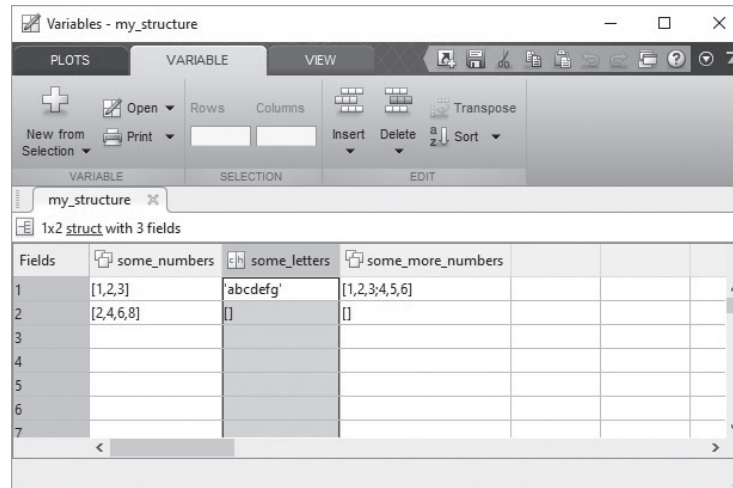 Variables - my_structure
PLOTS VARIABLE VIEW
New from Selection
Open
Print
VARIABLE
Rows Columns
SELECTION
Insert
Delete
Transpose
Sort
EDIT
my_structure
1x2 struct with 3 fields
Fields some_numbers some_letters some_more_numbers
1 [1,2,3] 'abcdefg' [1,2,3;4,5,6]
2 [2,4,6,8] [] []
3
4
5
6
7